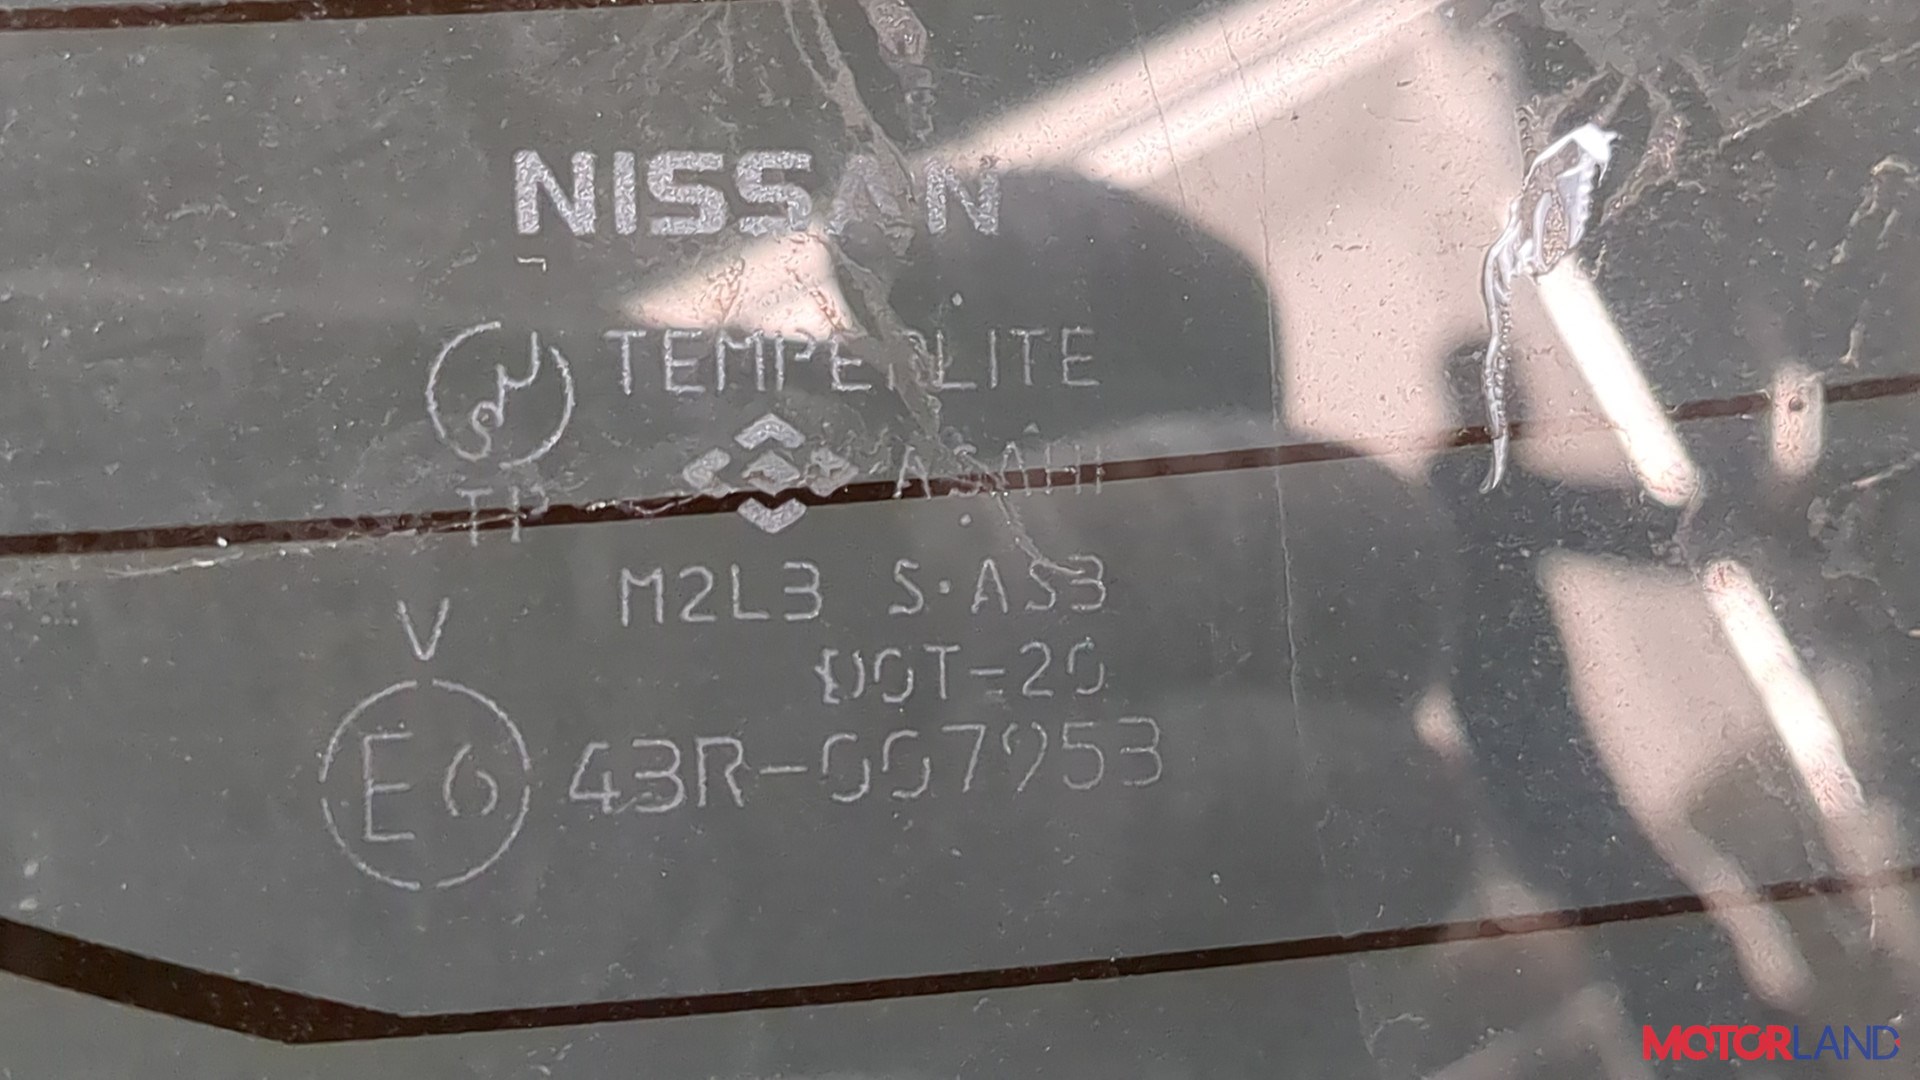 NISSAN
TEMPERLITE
TP
ASAHI
M2L3 S·AS3
V
DOT-20
E6 43R-007953
MOTORLAND